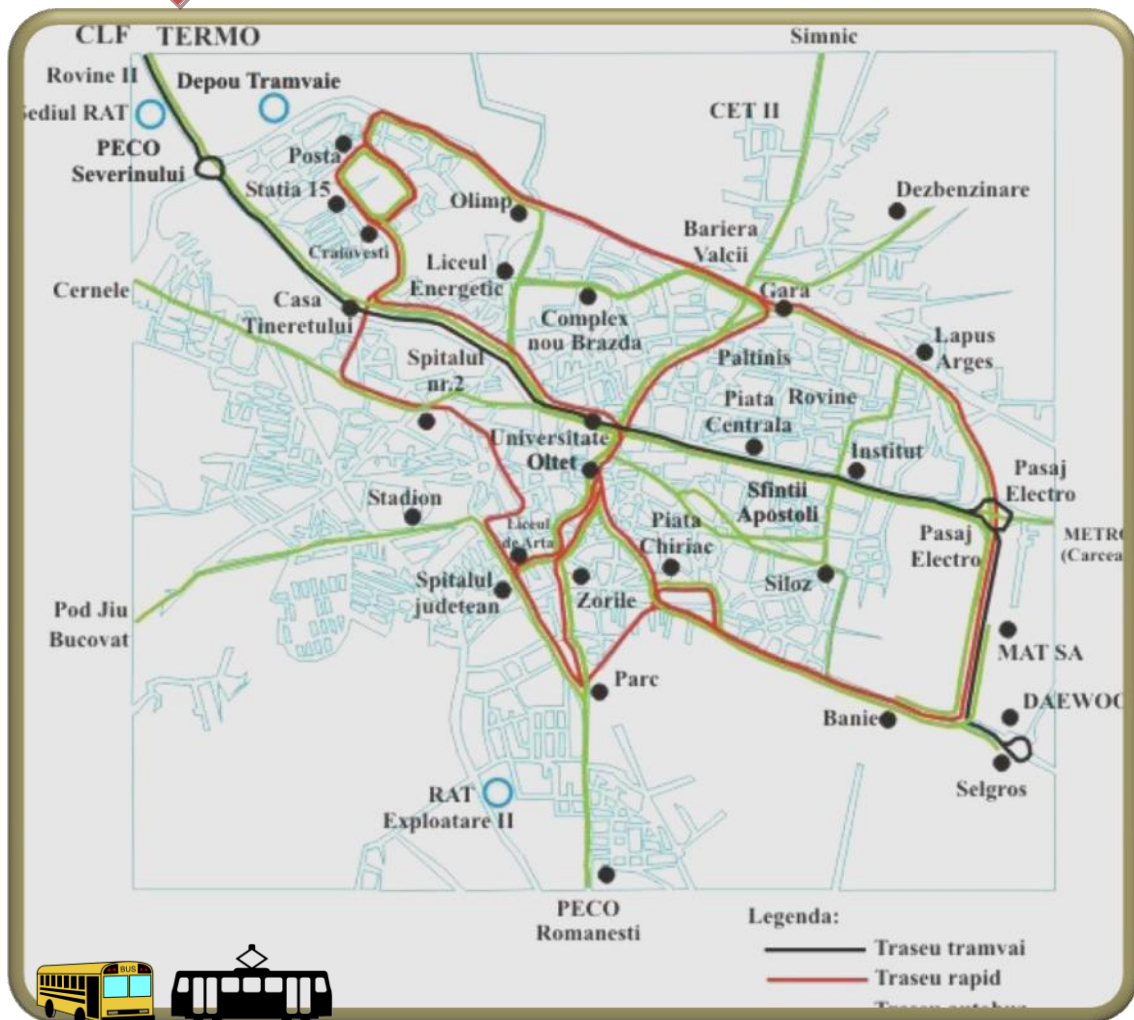 CLF TERMO
Simnic
Rovine II
Depou Tramvaie
Sediul RAT
CET II
PECO
Severinului
Posta
Statia 15
Olimp
Dezbenzinare
Bariera
Valcii
Craiovesti
Liceul
Energetic
Cernele
Casa
Tineretului
Gara
Complex
nou Brazda
Lapus
Arges
Spitalul
nr.2
Paltinis
Piata
Centrala
Rovine
Universitate
Oltet
Institut
Pasaj
Electro
Stadion
Sfintii
Apostoli
Liceul
de Arta
Piata
Chiriac
Pasaj
Electro
METRO
(Carcea
Spitalul
judetean
Zorile
Siloz
Pod Jiu
Bucovat
MAT SA
Parc
Banie
DAEWOO
Selgros
RAT
Exploatare II
PECO
Romanesti
Legenda:
Traseu tramvai
Traseu rapid
BUS